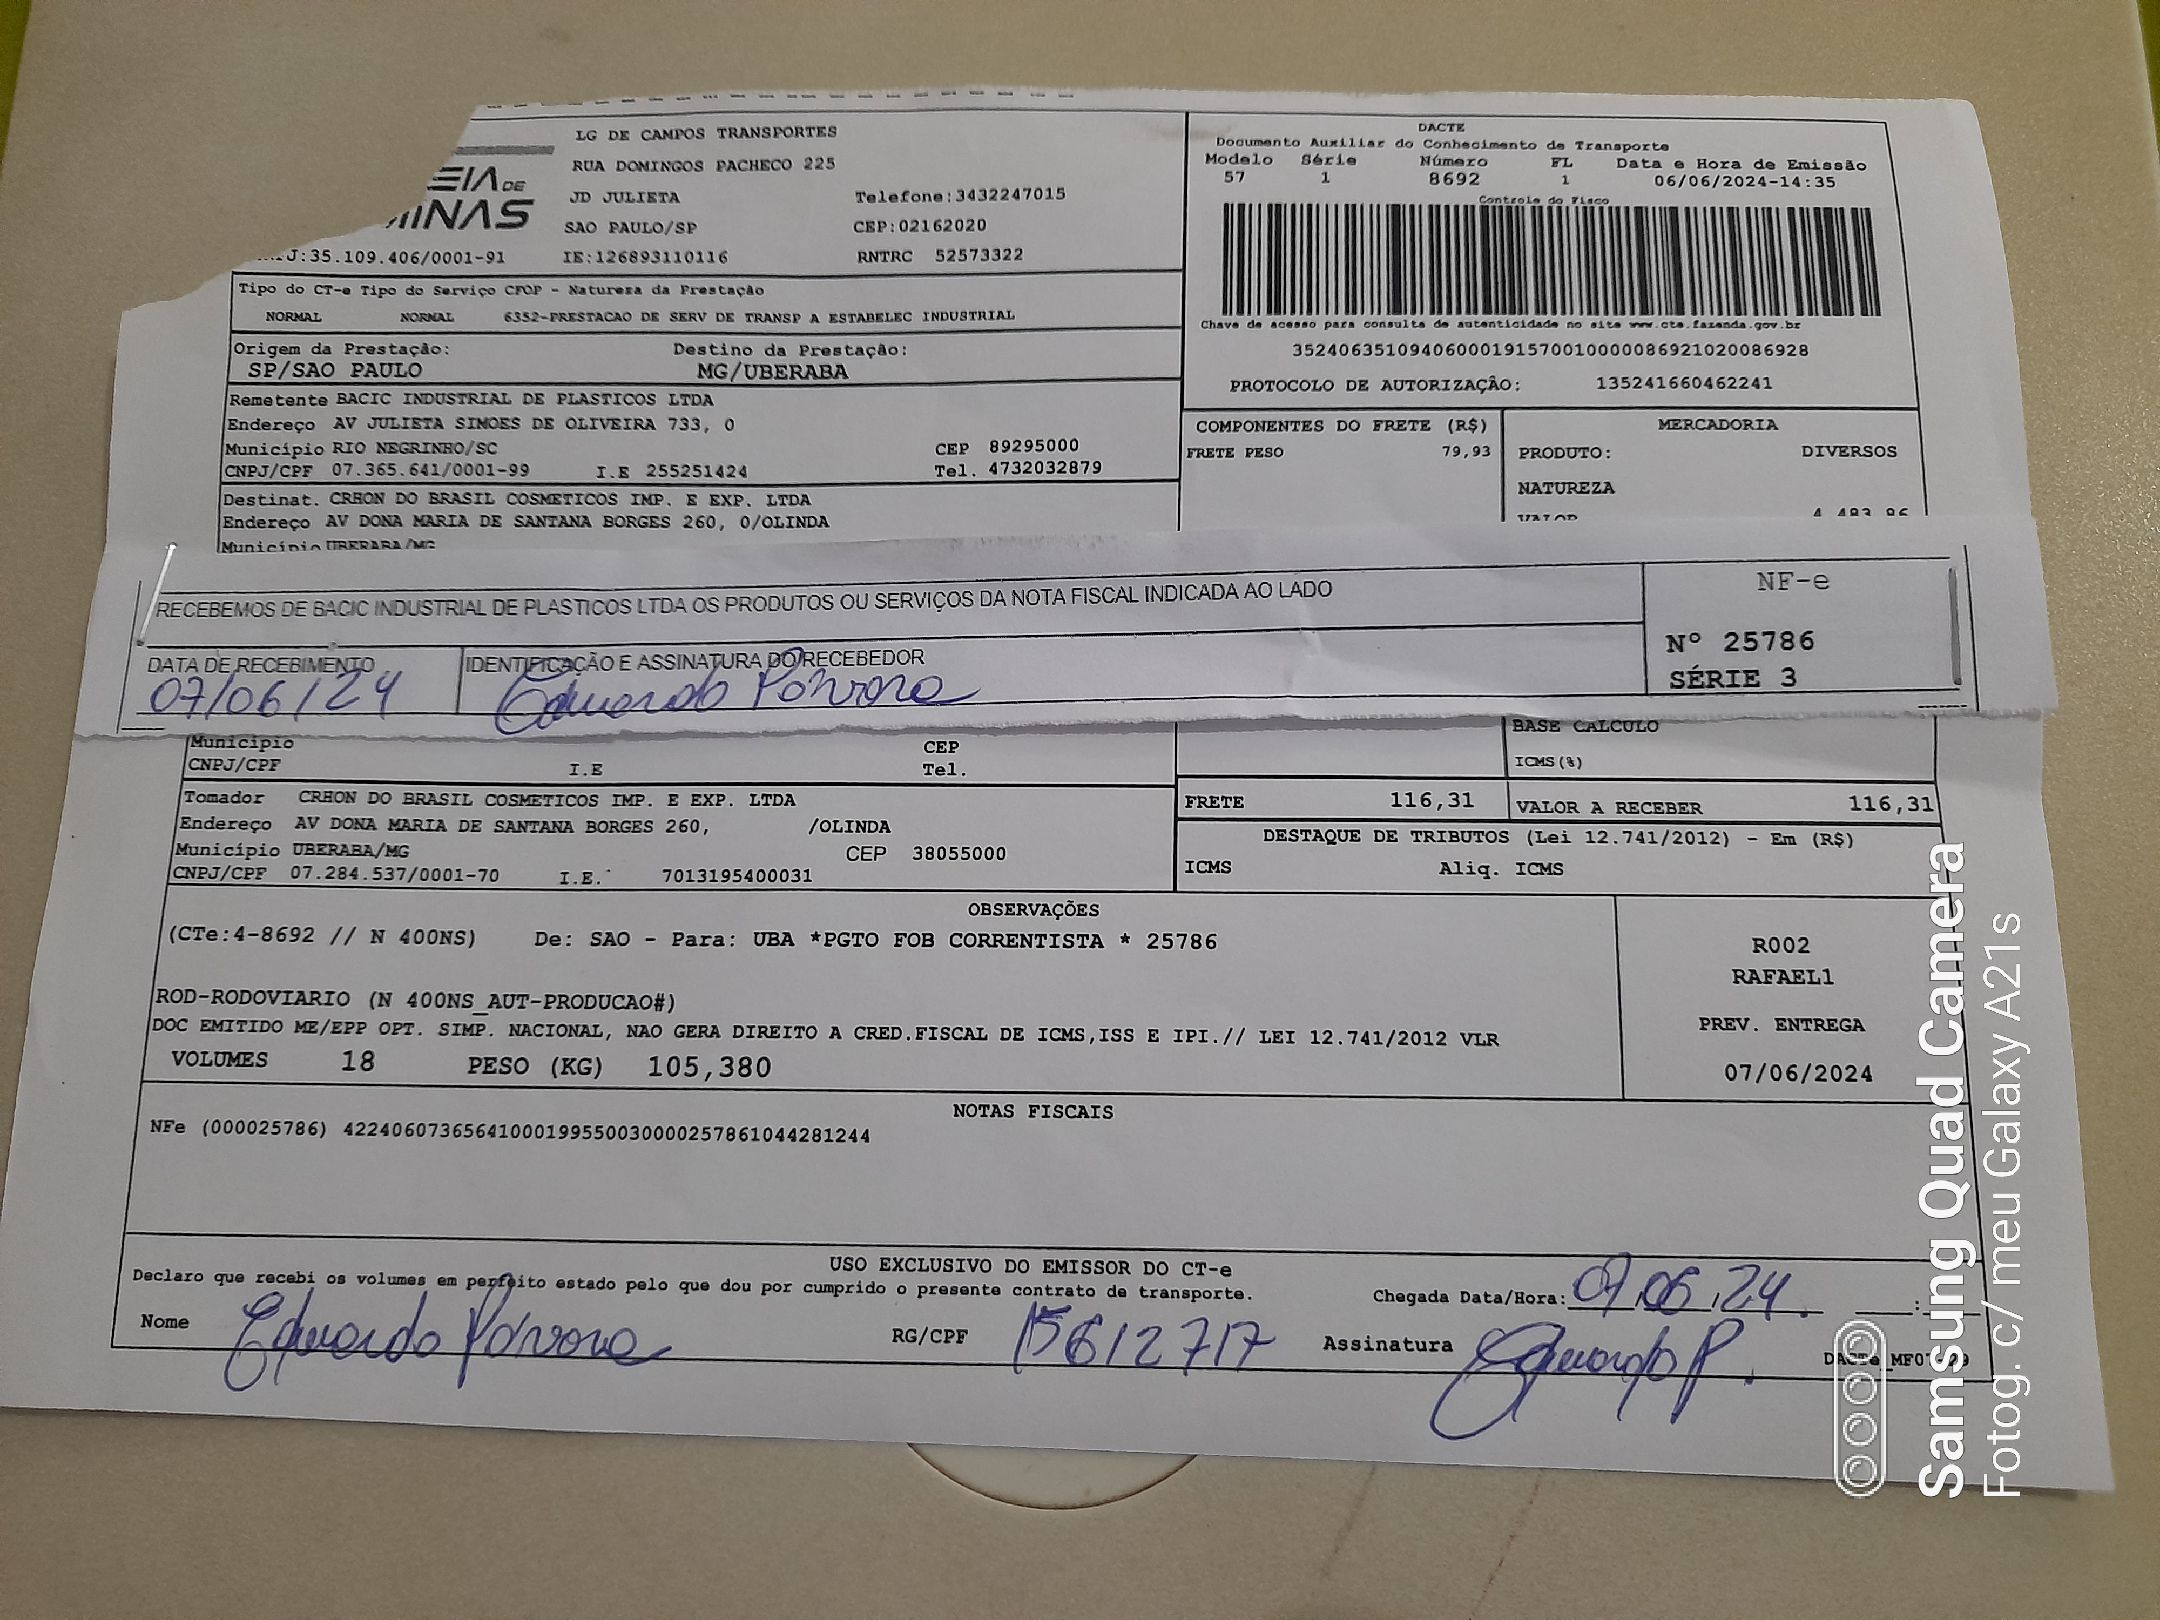 LG DE CAMPOS TRANSPORTES
RUA DOMINGOS PACHECO 225
JD JULIETA Telefone:3432247015
SAO PAULO/SP CEP:02162020
J:35.109.406/0001-91 IE:126893110116 RNTRC 52573322
EIA DE
MINAS
DACTE
Documento Auxiliar do Conhecimento de Transporte
Modelo Série Número FL Data e Hora de Emissão
57 1 8692 1 06/06/2024-14:35
Controle do Fisco
Chave de acesso para consulta de autenticidade no site www.cte.fazenda.gov.br
35240635109406000191570010000086921020086928
PROTOCOLO DE AUTORIZAÇÃO: 135241660462241
Tipo do CT-e Tipo do Serviço CFOP - Natureza da Prestação
NORMAL NORMAL 6352-PRESTACAO DE SERV DE TRANSP A ESTABELEC INDUSTRIAL
Origem da Prestação: Destino da Prestação:
SP/SAO PAULO MG/UBERABA
Remetente BACIC INDUSTRIAL DE PLASTICOS LTDA
Endereço AV JULIETA SIMOES DE OLIVEIRA 733, 0
Município RIO NEGRINHO/SC CEP 89295000
CNPJ/CPF 07.365.641/0001-99 I.E 255251424 Tel. 4732032879
Destinat. CRHON DO BRASIL COSMETICOS IMP. E EXP. LTDA
Endereço AV DONA MARIA DE SANTANA BORGES 260, 0/OLINDA
Município UBERABA/MG
COMPONENTES DO FRETE (R$)
FRETE PESO 79,93
MERCADORIA
PRODUTO: DIVERSOS
NATUREZA
VALOR 4.483,86
RECEBEMOS DE BACIC INDUSTRIAL DE PLASTICOS LTDA OS PRODUTOS OU SERVIÇOS DA NOTA FISCAL INDICADA AO LADO
DATA DE RECEBIMENTO IDENTIFICAÇÃO E ASSINATURA DO RECEBEDOR
07/06/24 Eduardo Pólvora
NF-e
Nº 25786
SÉRIE 3
Município CEP
CNPJ/CPF I.E Tel.
BASE CALCULO
ICMS(%)
Tomador CRHON DO BRASIL COSMETICOS IMP. E EXP. LTDA
Endereço AV DONA MARIA DE SANTANA BORGES 260, /OLINDA
Município UBERABA/MG CEP 38055000
CNPJ/CPF 07.284.537/0001-70 I.E. 7013195400031
FRETE 116,31 VALOR A RECEBER 116,31
DESTAQUE DE TRIBUTOS (Lei 12.741/2012) - Em (R$)
ICMS Aliq. ICMS
OBSERVAÇÕES
(CTe:4-8692 // N 400NS) De: SAO - Para: UBA *PGTO FOB CORRENTISTA * 25786
ROD-RODOVIARIO (N 400NS_AUT-PRODUCAO#)
DOC EMITIDO ME/EPP OPT. SIMP. NACIONAL, NAO GERA DIREITO A CRED.FISCAL DE ICMS,ISS E IPI.// LEI 12.741/2012 VLR
VOLUMES 18 PESO (KG) 105,380
R002
RAFAEL1
PREV. ENTREGA
07/06/2024
NOTAS FISCAIS
NFe (000025786) 42240607365641000199550030000257861044281244
USO EXCLUSIVO DO EMISSOR DO CT-e
Declaro que recebi os volumes em perfeito estado pelo que dou por cumprido o presente contrato de transporte.
Chegada Data/Hora: 07.06.24. :
Nome Eduardo Pólvora RG/CPF 15612717 Assinatura Eduardo P.
Samsung Quad Camera
Fotog. c/ meu Galaxy A21s